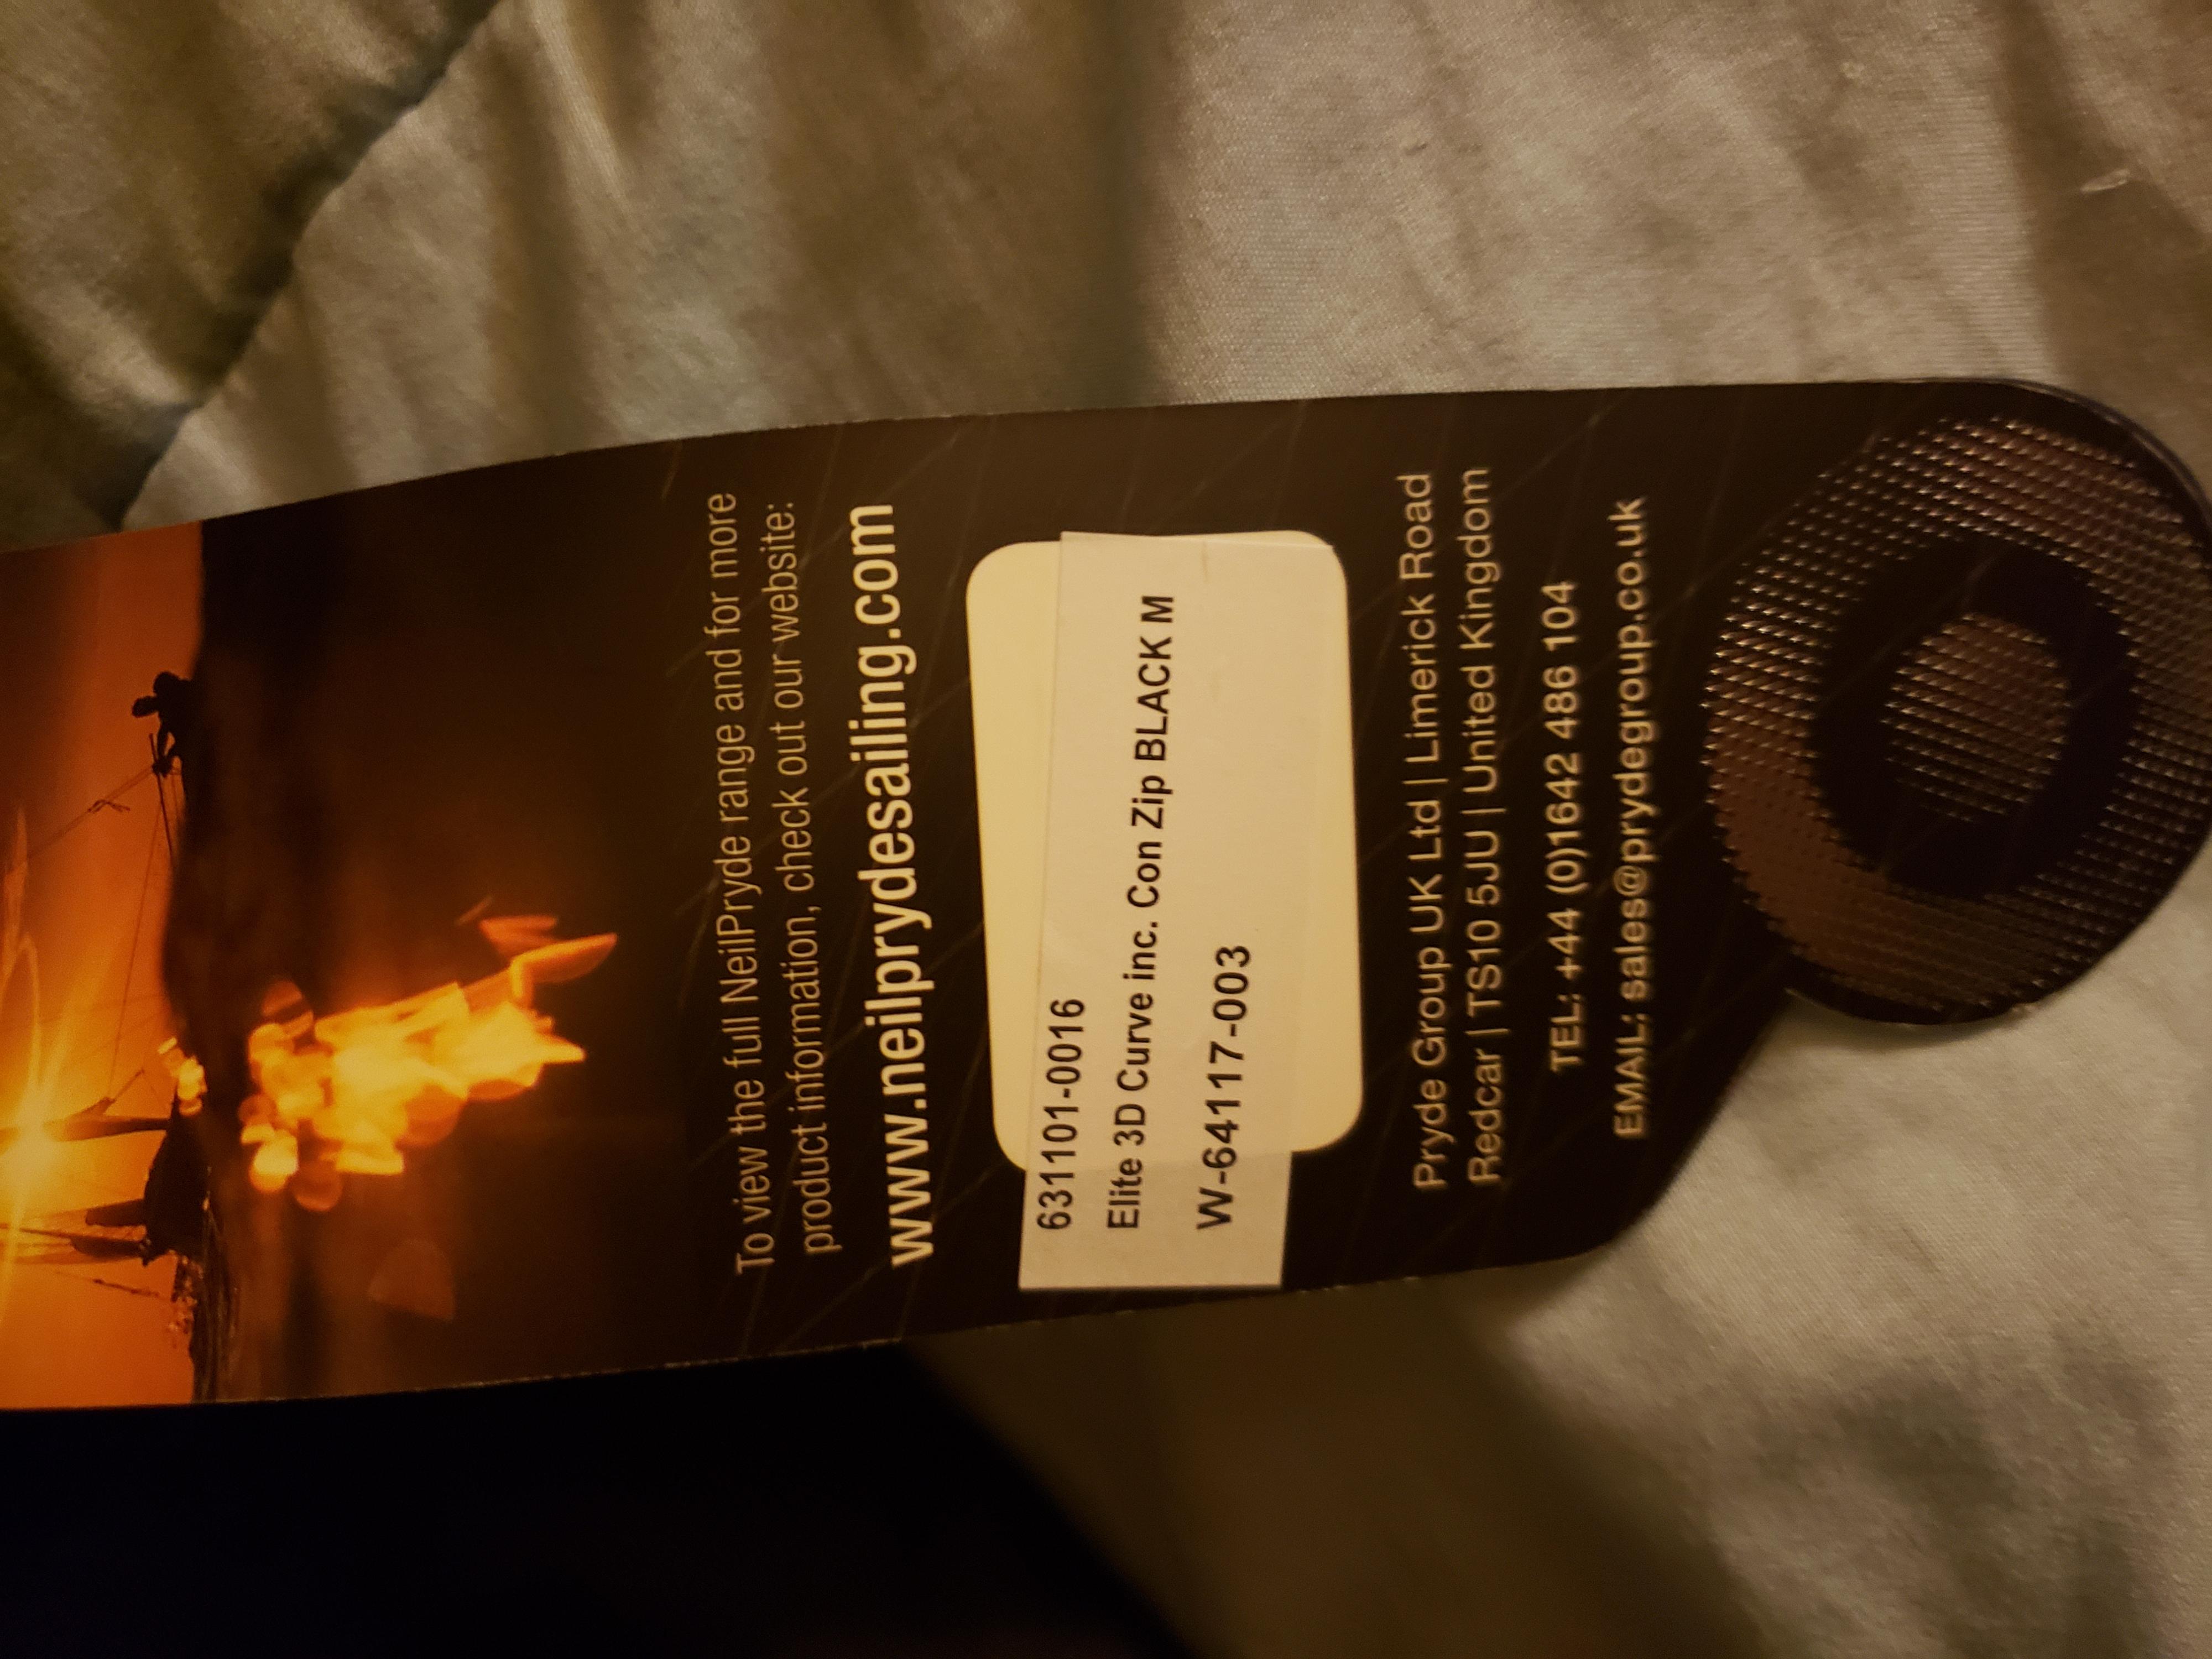 To view the full NeilPryde range and for more
product information, check out our website:
www.neilprydesailing.com
631101-0016
Elite 3D Curve inc. Con Zip BLACK M
W-64117-003
Pryde Group UK Ltd | Limerick Road
Redcar | TS10 5JU | United Kingdom
TEL: +44 (0)1642 486 104
EMAIL: sales@prydegroup.co.uk